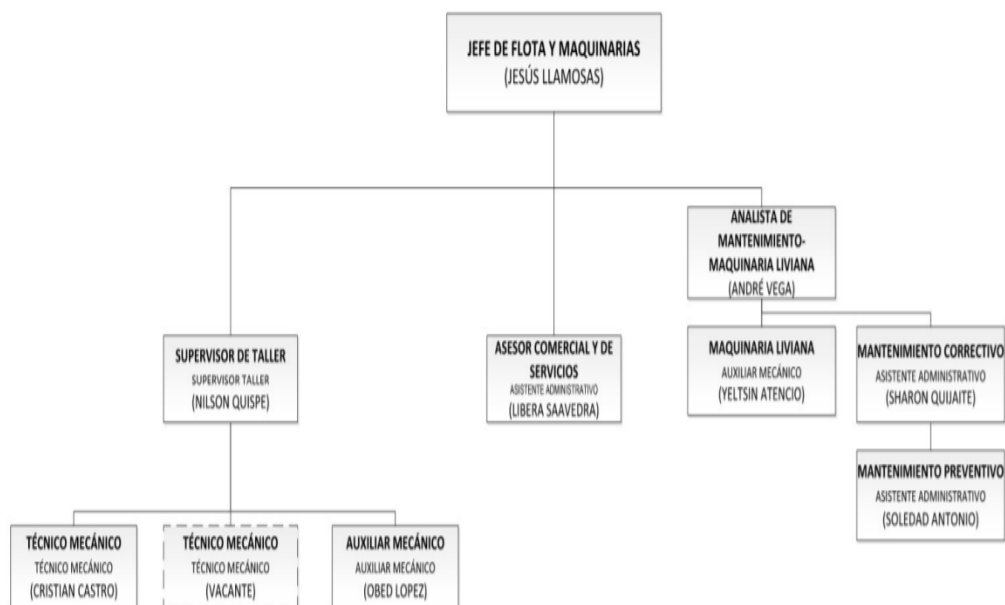 JEFE DE FLOTA Y MAQUINARIAS
(JESÚS LLAMOSAS)
ANALISTA DE
MANTENIMIENTO-
MAQUINARIA LIVIANA
(ANDRÉ VEGA)
SUPERVISOR DE TALLER
SUPERVISOR TALLER
(NILSON QUISPE)
ASESOR COMERCIAL Y DE
SERVICIOS
ASISTENTE ADMINISTRATIVO
(LIBERA SAAVEDRA)
MAQUINARIA LIVIANA
AUXILIAR MECÁNICO
(YELTSIN ATENCIO)
MANTENIMIENTO CORRECTIVO
ASISTENTE ADMINISTRATIVO
(SHARON QUIJAITE)
MANTENIMIENTO PREVENTIVO
ASISTENTE ADMINISTRATIVO
(SOLEDAD ANTONIO)
TÉCNICO MECÁNICO
TÉCNICO MECÁNICO
(CRISTIAN CASTRO)
TÉCNICO MECÁNICO
TÉCNICO MECÁNICO
(VACANTE)
AUXILIAR MECÁNICO
AUXILIAR MECÁNICO
(OBED LOPEZ)